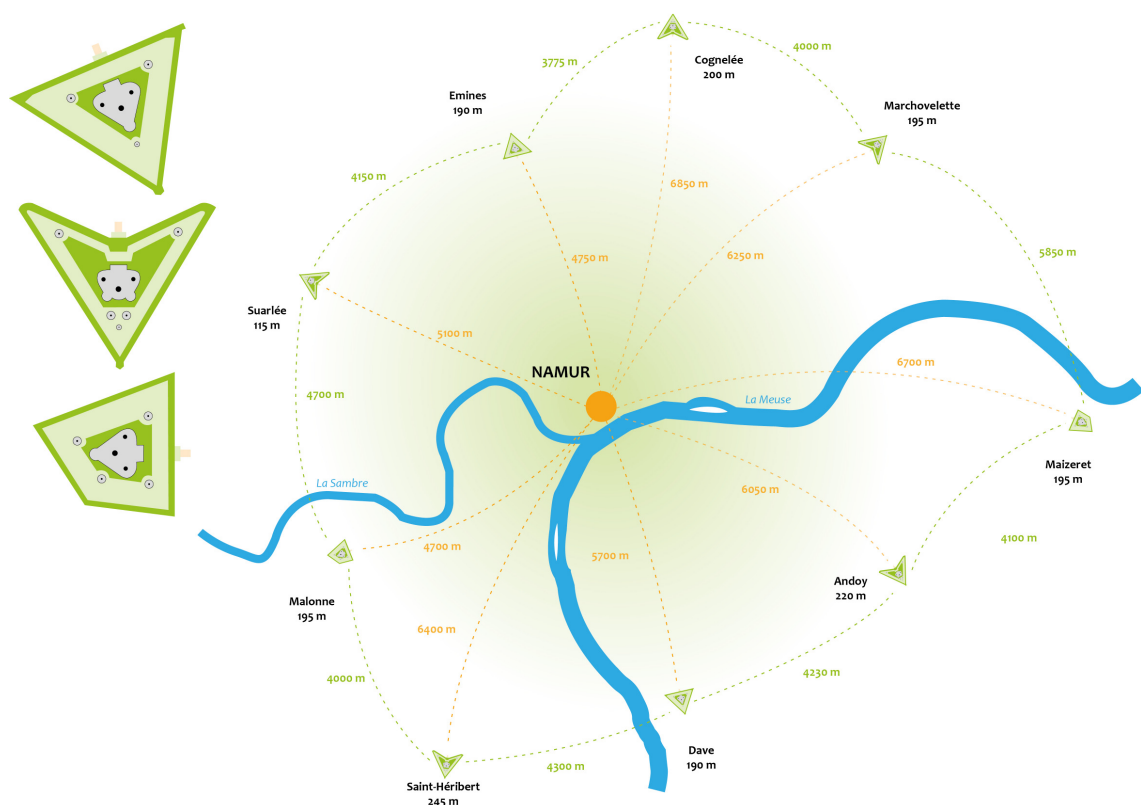 Cognelée
200 m
3775 m
4000 m
Emines
190 m
Marchovelette
195 m
4150 m
6850 m
6250 m
5850 m
4750 m
Suarlée
115 m
5100 m
NAMUR
6700 m
4700 m
La Meuse
Maizeret
195 m
La Sambre
6050 m
4700 m
5700 m
4100 m
Andoy
220 m
Malonne
195 m
6400 m
4000 m
4230 m
Dave
190 m
4300 m
Saint-Héribert
245 m